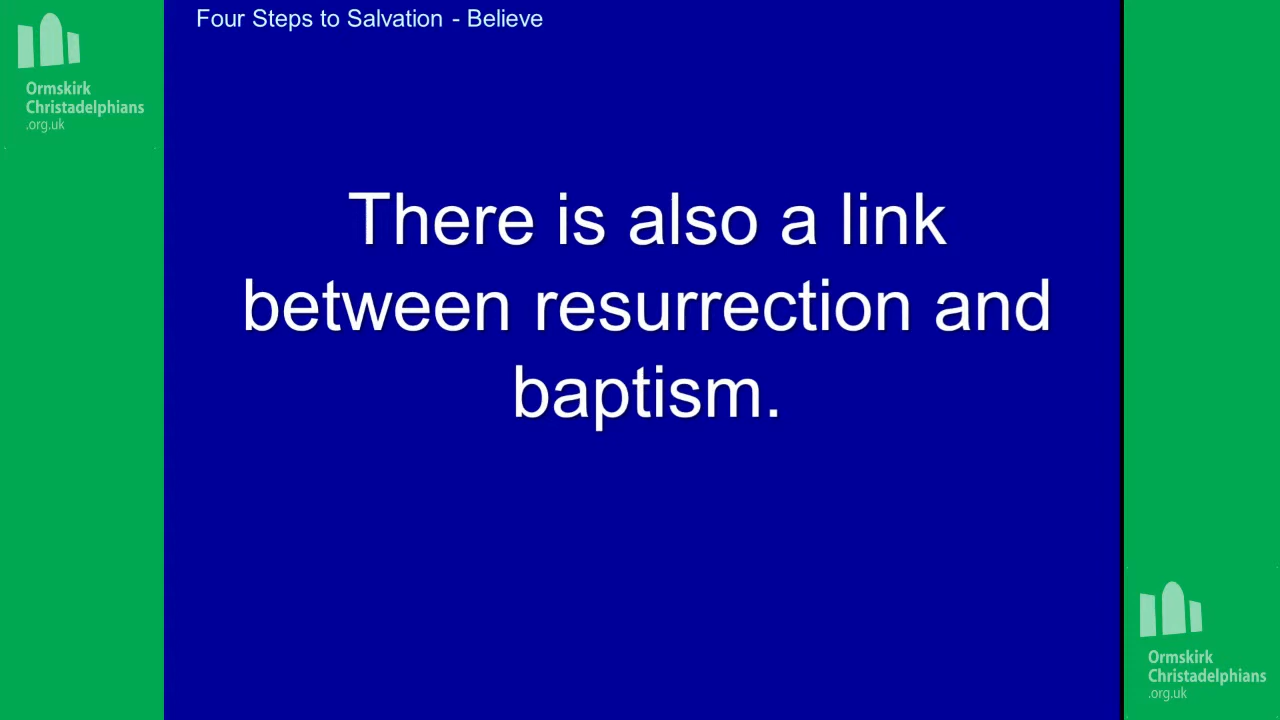 Four Steps to Salvation - Believe
Ormskirk
Christadelphians
.org.uk
There is also a link
between resurrection and
baptism.
Ormskirk
Christadelphians
.org.uk